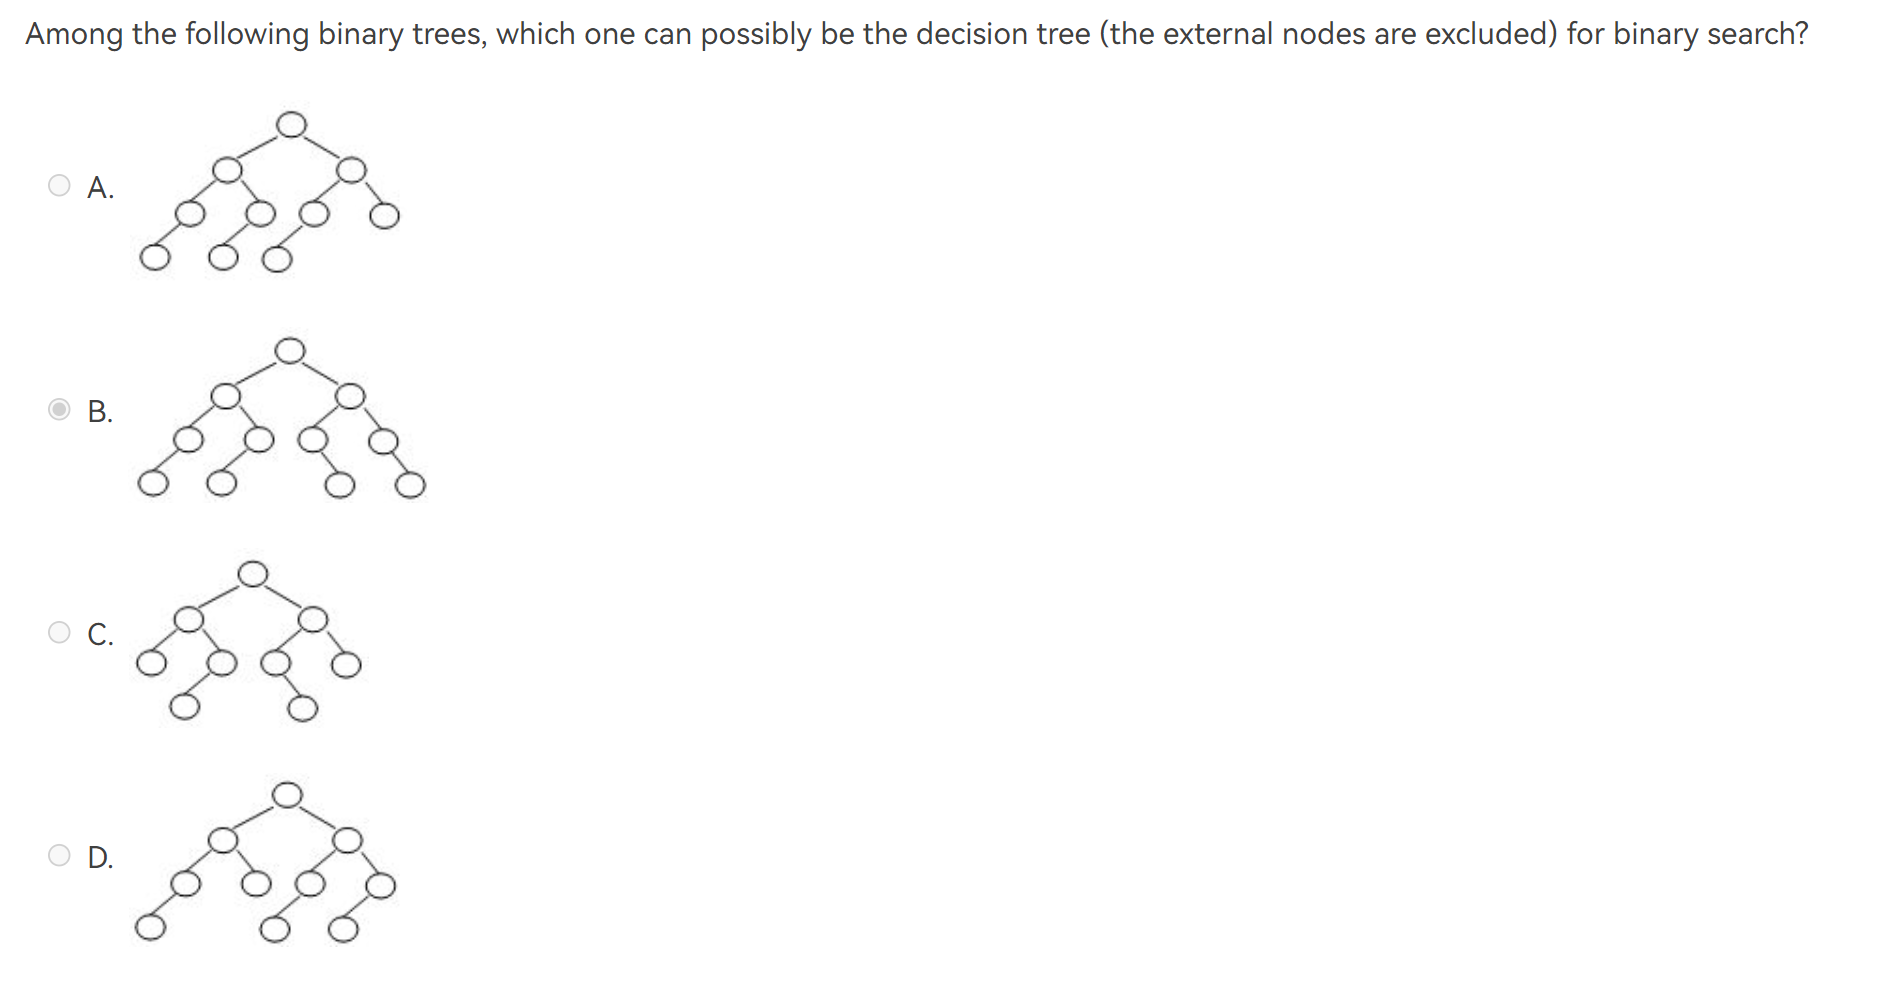 Among the following binary trees, which one can possibly be the decision tree (the external nodes are excluded) for binary search?
A.
B.
C.
D.